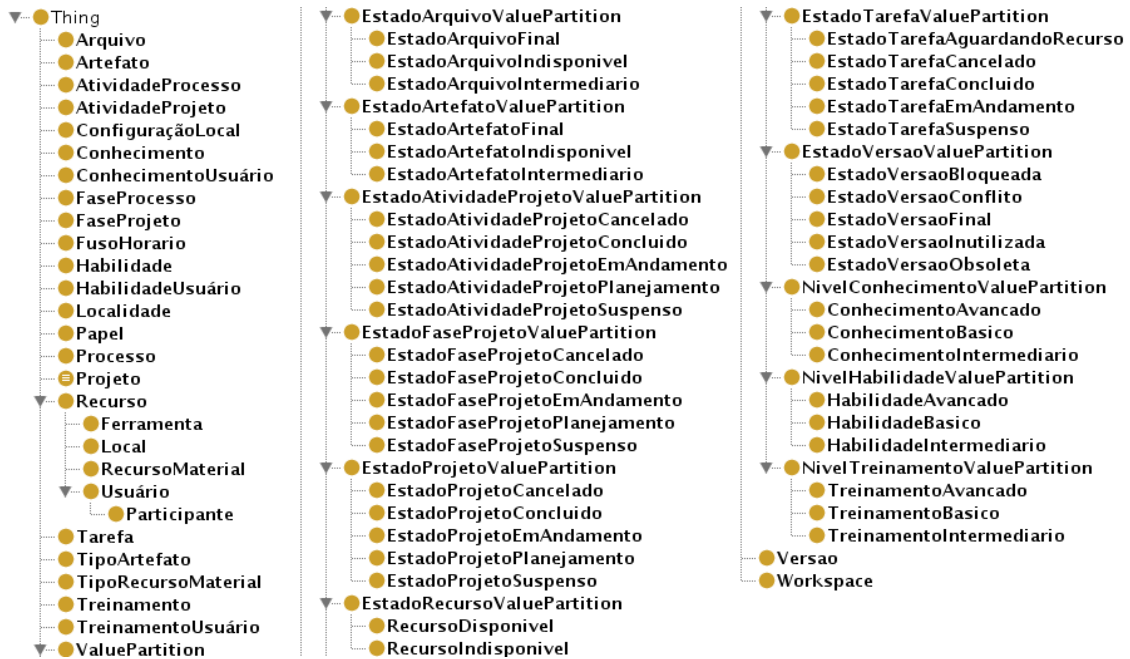 Thing
Arquivo
Artefato
AtividadeProcesso
AtividadeProjeto
ConfiguraçãoLocal
Conhecimento
ConhecimentoUsuário
FaseProcesso
FaseProjeto
FusoHorario
Habilidade
HabilidadeUsuário
Localidade
Papel
Processo
Projeto
Recurso
Ferramenta
Local
RecursoMaterial
Usuário
Participante
Tarefa
TipoArtefato
TipoRecursoMaterial
Treinamento
TreinamentoUsuário
ValuePartition
EstadoArquivoValuePartition
EstadoArquivoFinal
EstadoArquivoIndisponivel
EstadoArquivoIntermediario
EstadoArtefatoValuePartition
EstadoArtefatoFinal
EstadoArtefatoIndisponivel
EstadoArtefatoIntermediario
EstadoAtividadeProjetoValuePartition
EstadoAtividadeProjetoCancelado
EstadoAtividadeProjetoConcluido
EstadoAtividadeProjetoEmAndamento
EstadoAtividadeProjetoPlanejamento
EstadoAtividadeProjetoSuspenso
EstadoFaseProjetoValuePartition
EstadoFaseProjetoCancelado
EstadoFaseProjetoConcluido
EstadoFaseProjetoEmAndamento
EstadoFaseProjetoPlanejamento
EstadoFaseProjetoSuspenso
EstadoProjetoValuePartition
EstadoProjetoCancelado
EstadoProjetoConcluido
EstadoProjetoEmAndamento
EstadoProjetoPlanejamento
EstadoProjetoSuspenso
EstadoRecursoValuePartition
RecursoDisponivel
RecursoIndisponivel
EstadoTarefaValuePartition
EstadoTarefaAguardandoRecurso
EstadoTarefaCancelado
EstadoTarefaConcluido
EstadoTarefaEmAndamento
EstadoTarefaSuspenso
EstadoVersaoValuePartition
EstadoVersaoBloqueada
EstadoVersaoConflito
EstadoVersaoFinal
EstadoVersaoInutilizada
EstadoVersaoObsoleta
NivelConhecimentoValuePartition
ConhecimentoAvancado
ConhecimentoBasico
ConhecimentoIntermediario
NivelHabilidadeValuePartition
HabilidadeAvancado
HabilidadeBasico
HabilidadeIntermediario
NivelTreinamentoValuePartition
TreinamentoAvancado
TreinamentoBasico
TreinamentoIntermediario
Versao
Workspace